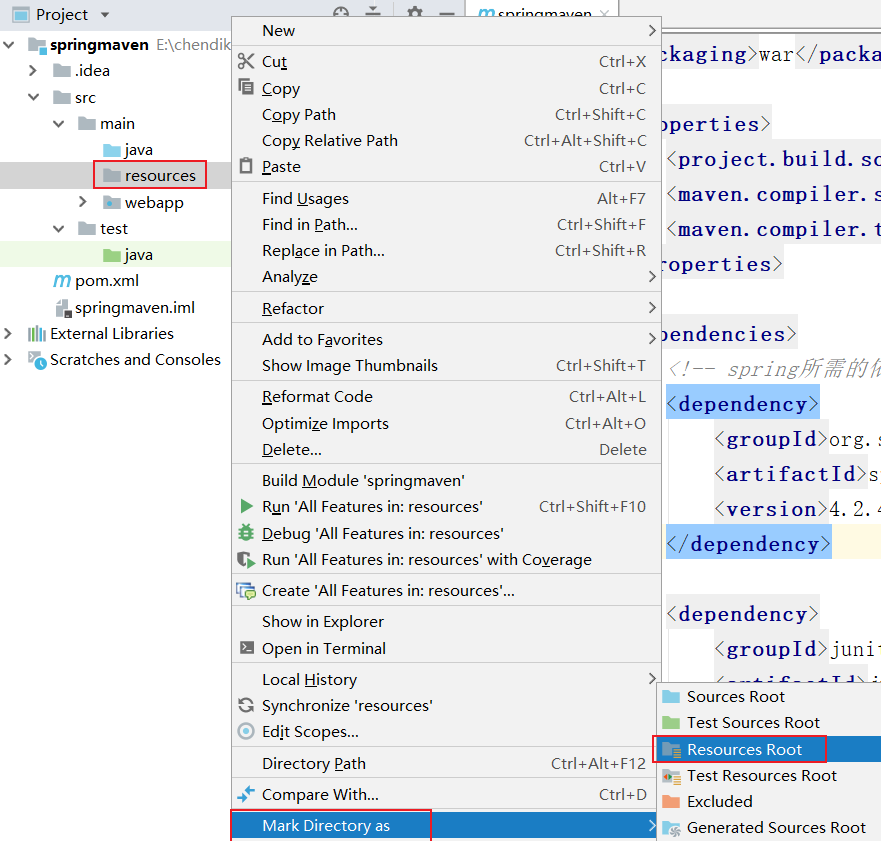 Project
springmaven
springmaven E:\chendik
.idea
src
main
java
resources
webapp
test
java
pom.xml
springmaven.iml
External Libraries
Scratches and Consoles
New
Cut Ctrl+X
Copy Ctrl+C
Copy Path Ctrl+Shift+C
Copy Relative Path Ctrl+Alt+Shift+C
Paste Ctrl+V
Find Usages Alt+F7
Find in Path... Ctrl+Shift+F
Replace in Path... Ctrl+Shift+R
Analyze
Refactor
Add to Favorites
Show Image Thumbnails Ctrl+Shift+T
Reformat Code Ctrl+Alt+L
Optimize Imports Ctrl+Alt+O
Delete... Delete
Build Module 'springmaven'
Run 'All Features in: resources' Ctrl+Shift+F10
Debug 'All Features in: resources'
Run 'All Features in: resources' with Coverage
Create 'All Features in: resources'...
Show in Explorer
Open in Terminal
Local History
Synchronize 'resources'
Edit Scopes...
Directory Path Ctrl+Alt+F12
Compare With... Ctrl+D
Mark Directory as
Sources Root
Test Sources Root
Resources Root
Test Resources Root
Excluded
Generated Sources Root
ckaging>war</packa
operties>
<project.build.so
<maven.compiler.s
<maven.compiler.t
roperties>
pendencies>
<!-- spring所需的依
<dependency>
<groupId>org.s
<artifactId>sp
<version>4.2.4
</dependency>
<dependency>
<groupId>junit